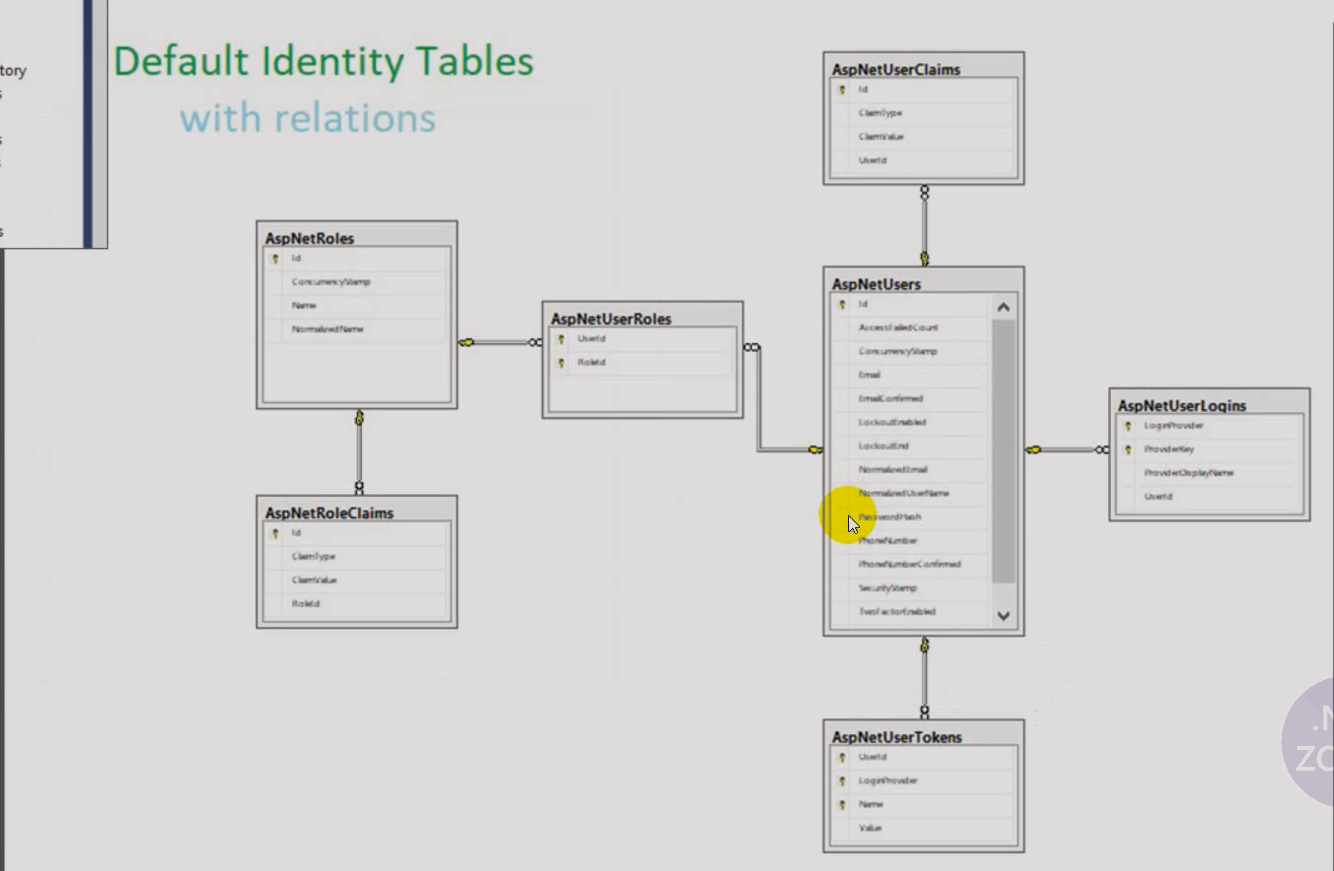 tory
s
s
s
s
Default Identity Tables
with relations
AspNetUserClaims
Id
ClaimType
ClaimValue
UserId
AspNetRoles
Id
ConcurrencyStamp
Name
NormalizedName
AspNetUserRoles
UserId
RoleId
AspNetUsers
Id
AccessFailedCount
ConcurrencyStamp
Email
EmailConfirmed
LockoutEnabled
LockoutEnd
NormalizedEmail
NormalizedUserName
PasswordHash
PhoneNumber
PhoneNumberConfirmed
SecurityStamp
TwoFactorEnabled
AspNetUserLogins
LoginProvider
ProviderKey
ProviderDisplayName
UserId
AspNetRoleClaims
Id
ClaimType
ClaimValue
RoleId
AspNetUserTokens
UserId
LoginProvider
Name
Value
.N
ZO